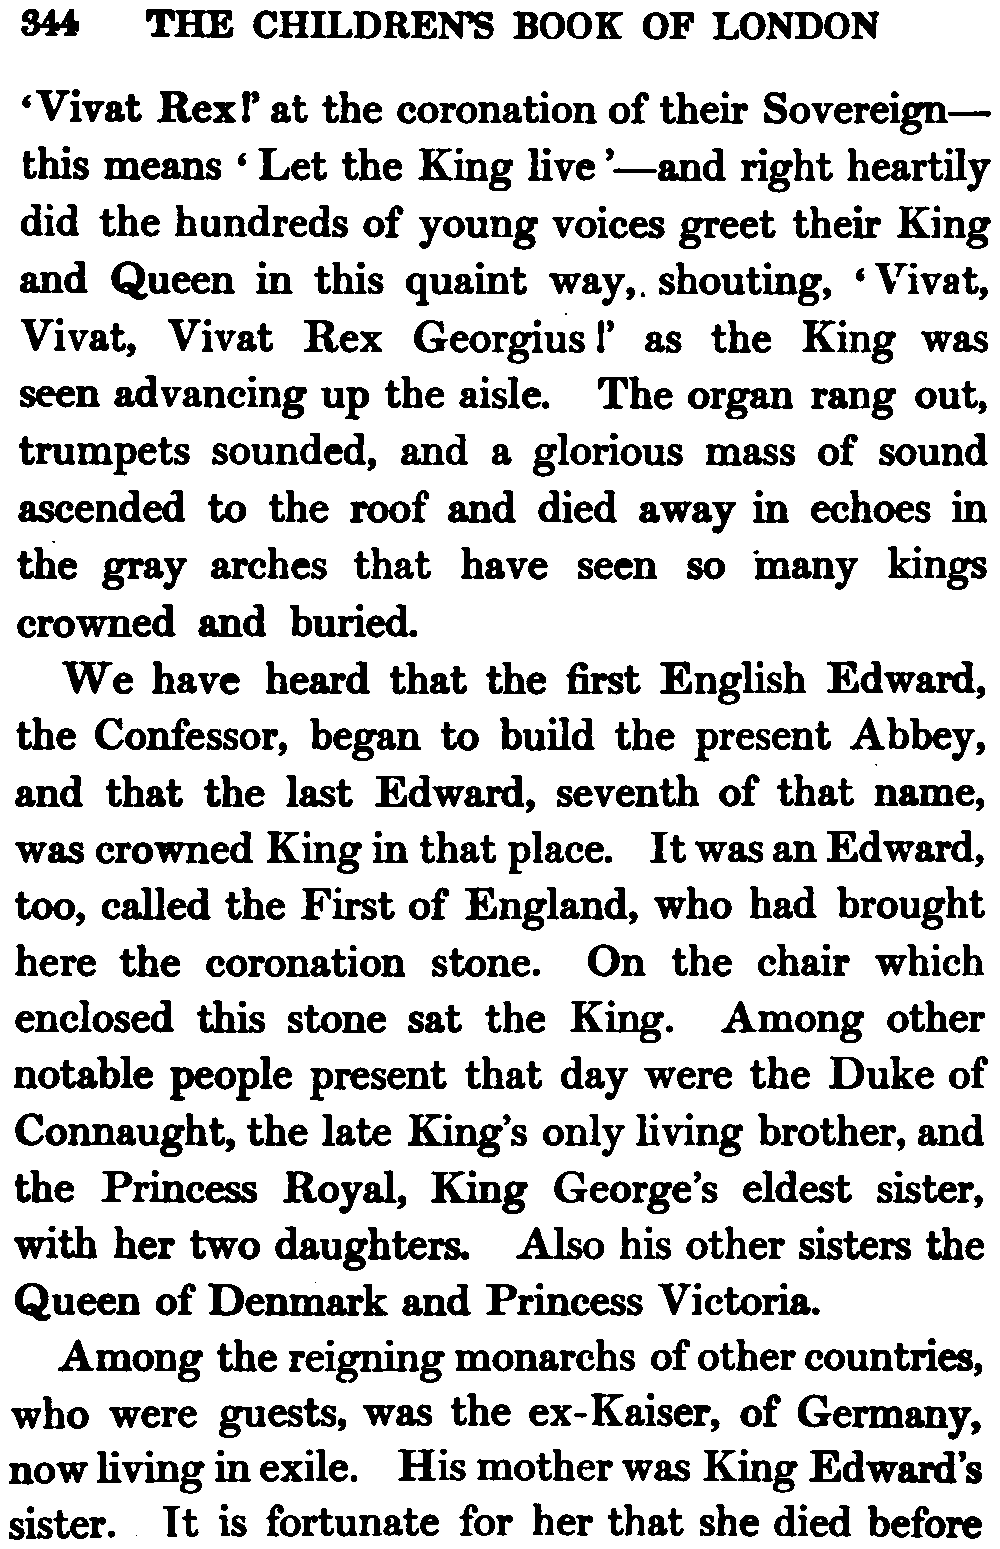 344 THE CHILDREN'S BOOK OF LONDON
‘Vivat Rex!’ at the coronation of their Sovereign—
this means ‘Let the King live’—and right heartily
did the hundreds of young voices greet their King
and Queen in this quaint way, shouting, ‘Vivat,
Vivat, Vivat Rex Georgius!’ as the King was
seen advancing up the aisle. The organ rang out,
trumpets sounded, and a glorious mass of sound
ascended to the roof and died away in echoes in
the gray arches that have seen so many kings
crowned and buried.
We have heard that the first English Edward,
the Confessor, began to build the present Abbey,
and that the last Edward, seventh of that name,
was crowned King in that place. It was an Edward,
too, called the First of England, who had brought
here the coronation stone. On the chair which
enclosed this stone sat the King. Among other
notable people present that day were the Duke of
Connaught, the late King's only living brother, and
the Princess Royal, King George's eldest sister,
with her two daughters. Also his other sisters the
Queen of Denmark and Princess Victoria.
Among the reigning monarchs of other countries,
who were guests, was the ex-Kaiser, of Germany,
now living in exile. His mother was King Edward's
sister. It is fortunate for her that she died before